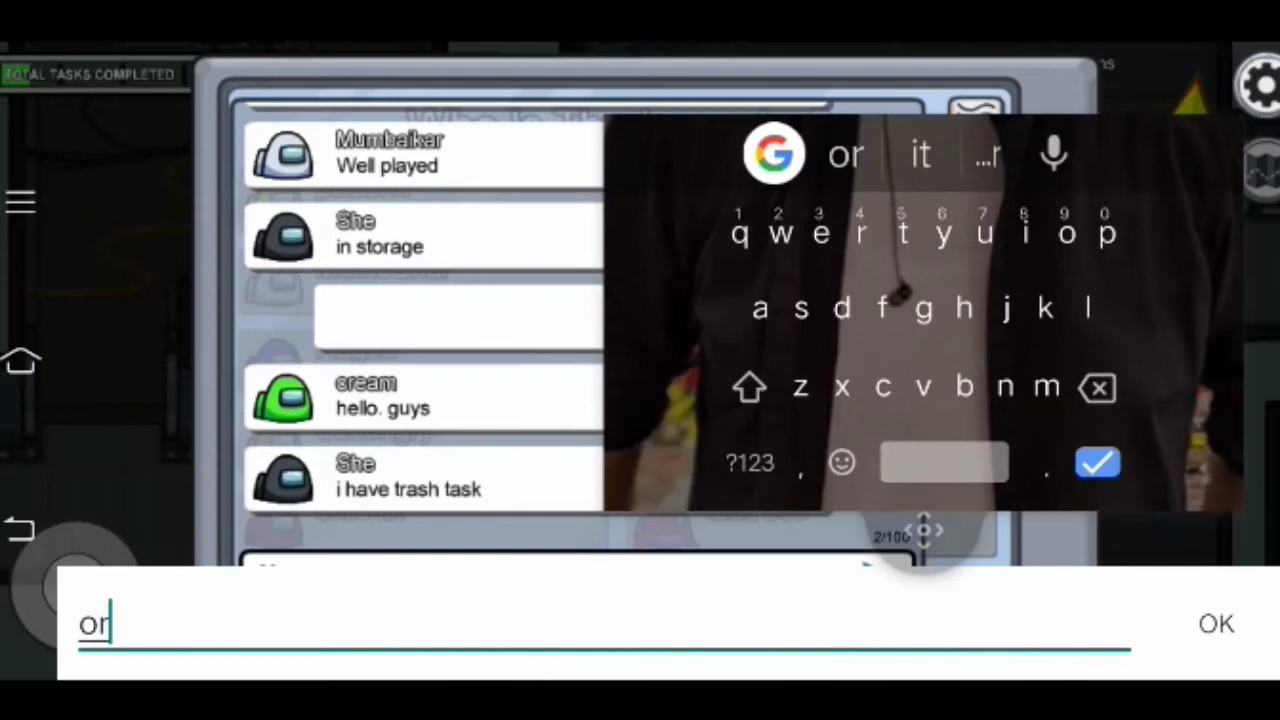 TOTAL TASKS COMPLETED
Mumbaikar
Well played
She
in storage
cream
hello. guys
She
i have trash task
2/100
G or it ...r
1 2 3 4 5 6 7 8 9 0
q w e r t y u i o p
a s d f g h j k l
z x c v b n m
?123 , .
or
OK